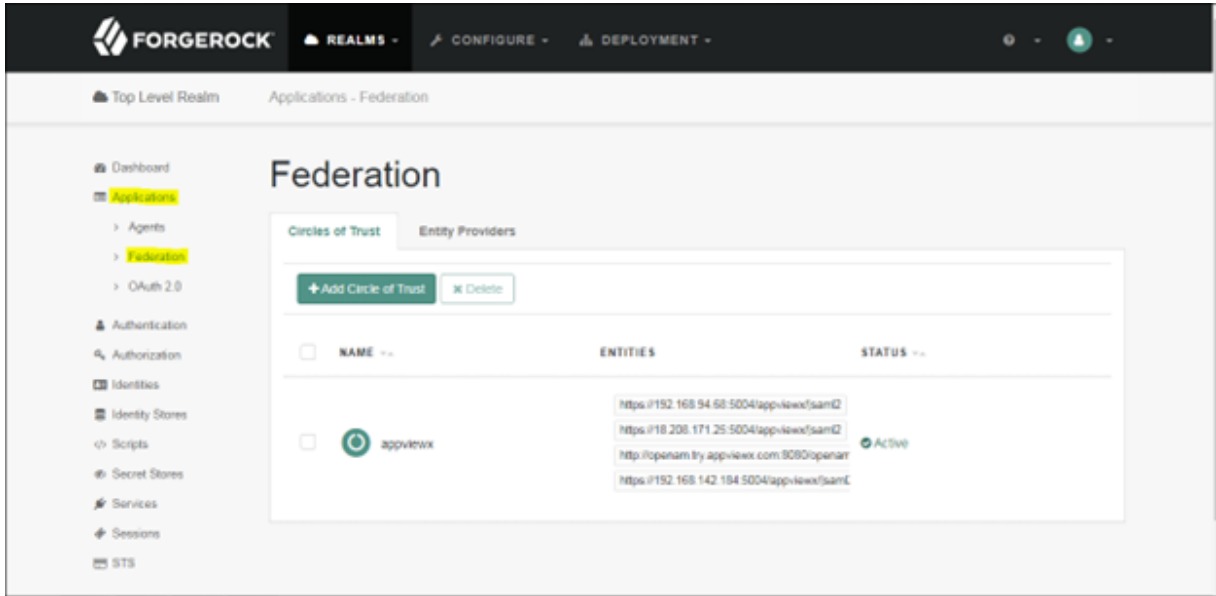 FORGEROCK REALMS CONFIGURE DEPLOYMENT
Top Level Realm Applications - Federation
Dashboard
Applications
> Agents
> Federation
> OAuth 2.0
Authentication
Authorization
Identities
Identity Stores
</> Scripts
Secret Stores
Services
Sessions
STS
Federation
Circles of Trust Entity Providers
+ Add Circle of Trust ✖ Delete
NAME ENTITIES STATUS
appviewx
https://192.168.94.68:5004/appviewx/jsaml2
https://18.208.171.25:5004/appviewx/jsaml2
http://openam.try.appviewx.com:8080/openam
https://192.168.142.184:5004/appviewx/jsaml2
Active